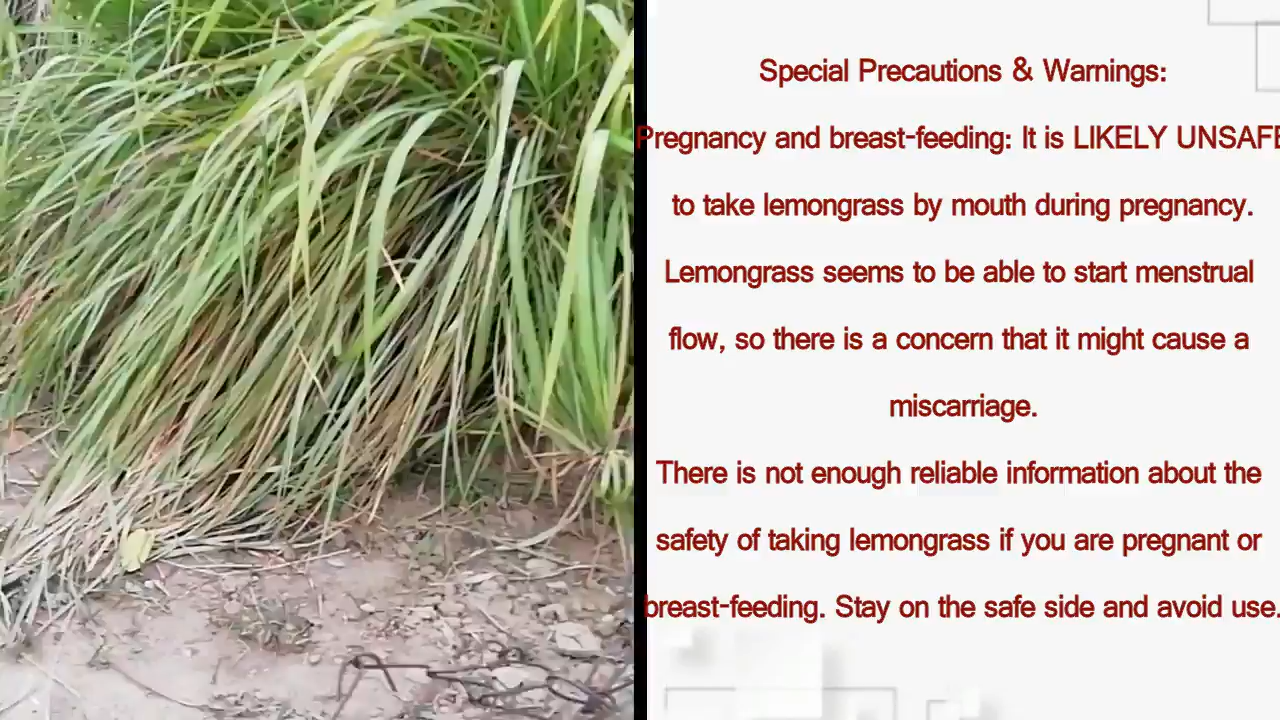 Special Precautions & Warnings:
Pregnancy and breast-feeding: It is LIKELY UNSAFE
to take lemongrass by mouth during pregnancy.
Lemongrass seems to be able to start menstrual
flow, so there is a concern that it might cause a
miscarriage.
There is not enough reliable information about the
safety of taking lemongrass if you are pregnant or
breast-feeding. Stay on the safe side and avoid use.